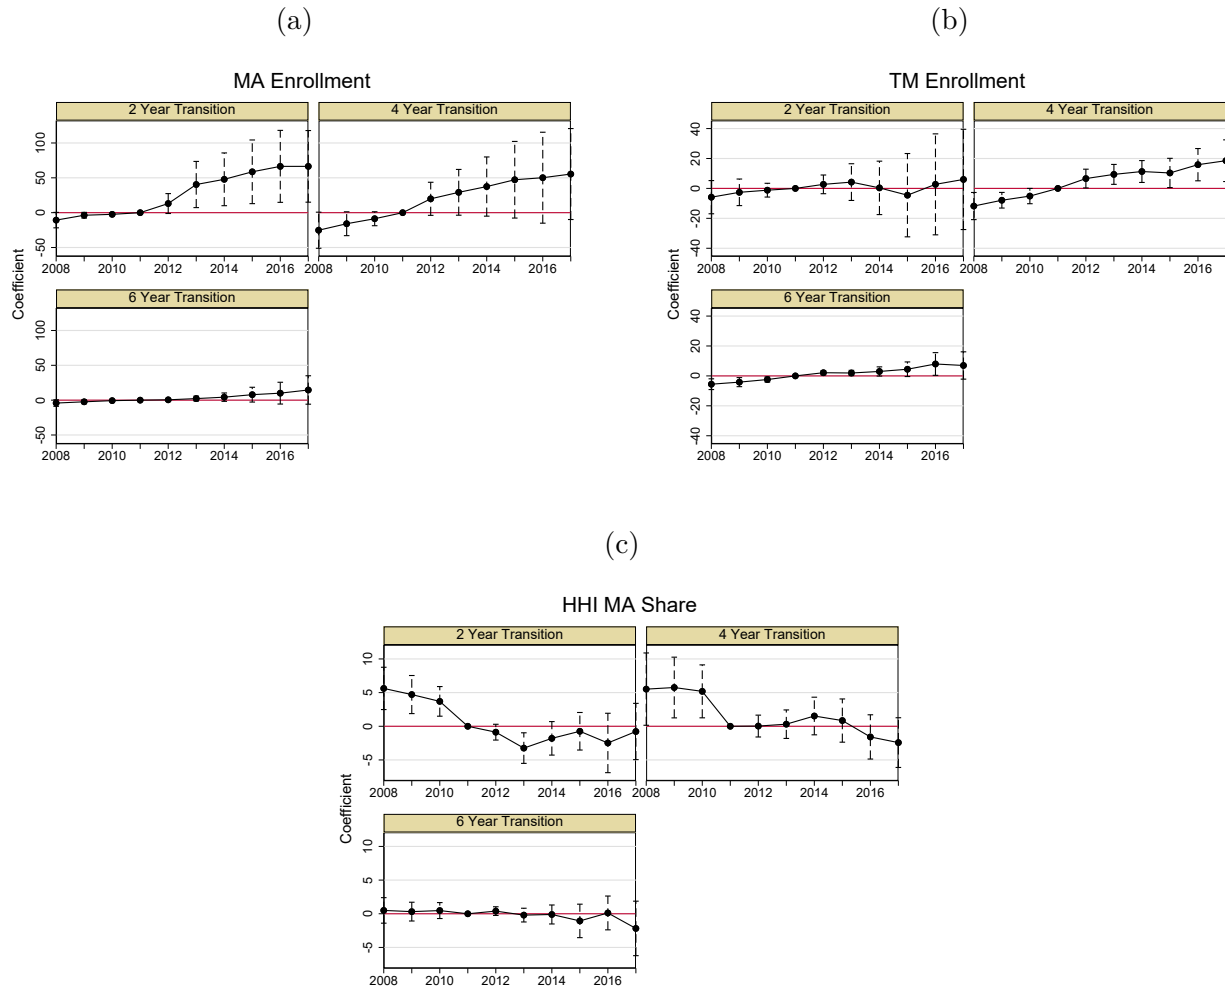 (a)
MA Enrollment
2 Year Transition
4 Year Transition
6 Year Transition
Coefficient
-50 0 50 100
-50 0 50 100
2008 2010 2012 2014 2016
2008 2010 2012 2014 2016
2008 2010 2012 2014 2016
(b)
TM Enrollment
2 Year Transition
4 Year Transition
6 Year Transition
Coefficient
-40 -20 0 20 40
-40 -20 0 20 40
2008 2010 2012 2014 2016
2008 2010 2012 2014 2016
2008 2010 2012 2014 2016
(c)
HHI MA Share
2 Year Transition
4 Year Transition
6 Year Transition
Coefficient
-5 0 5 10
-5 0 5 10
2008 2010 2012 2014 2016
2008 2010 2012 2014 2016
2008 2010 2012 2014 2016